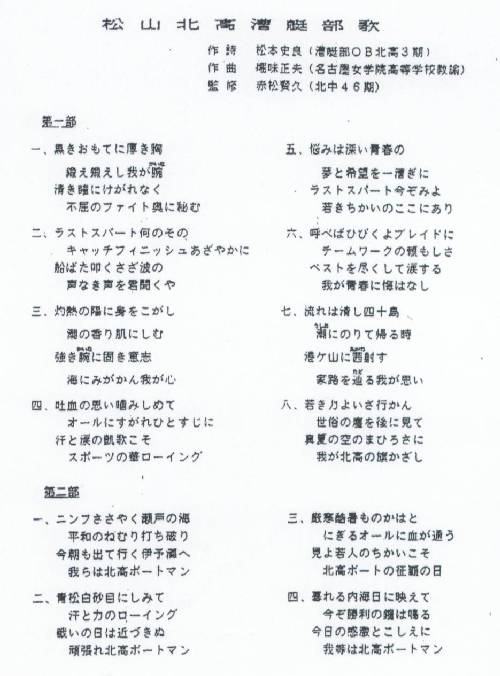 松山北高漕艇部歌
作詩 松本史良(漕艇部OB北高3期)
作曲 堀味正夫(名古屋女学院高等学校教諭)
監修 赤松賢久(北中46期)
第一部
一、黒きおもてに厚き胸
鍛え鍛えし我が腕
清き瞳にけがれなく
不屈のファイト奥に秘む
二、ラストスパート何のその
キャッチフィニッシュあざやかに
船ばた叩くさざ波の
声なき声を君聞くや
三、灼熱の陽に身をこがし
潮の香り肌にしむ
強き腕に固き意志
海にみがかん我が心
四、吐血の思い噛みしめて
オールにすがれひとすじに
汗と涙の凱歌こそ
スポーツの華ローイング
五、悩みは深い青春の
夢と希望を一漕ぎに
ラストスパート今ぞみよ
若きちかいのここにあり
六、呼べばひびくよブレイドに
チームワークの頼もしさ
ベストを尽くして涙する
我が青春に悔はなし
七、流れは清し四十島
潮にのりて帰る時
港ケ山に茜射す
家路を辿る我が思い
八、若き力よいざ行かん
世俗の塵を後に見て
真夏の空のまひろさに
我が北高の旗かざし
第二部
一、ニンフささやく瀬戸の海
平和のねむり打ち破り
今朝も出て行く伊予灘へ
我らは北高ボートマン
二、青松白砂目にしみて
汗と力のローイング
戦いの日は近づきぬ
頑張れ北高ボートマン
三、厳寒酷暑ものかはと
にぎるオールに血が通う
見よ若人のちかいこそ
北高ボートの征覇の日
四、暮れる内海日に映えて
今ぞ勝利の鐘は鳴る
今日の感激とこしえに
我等は北高ボートマン